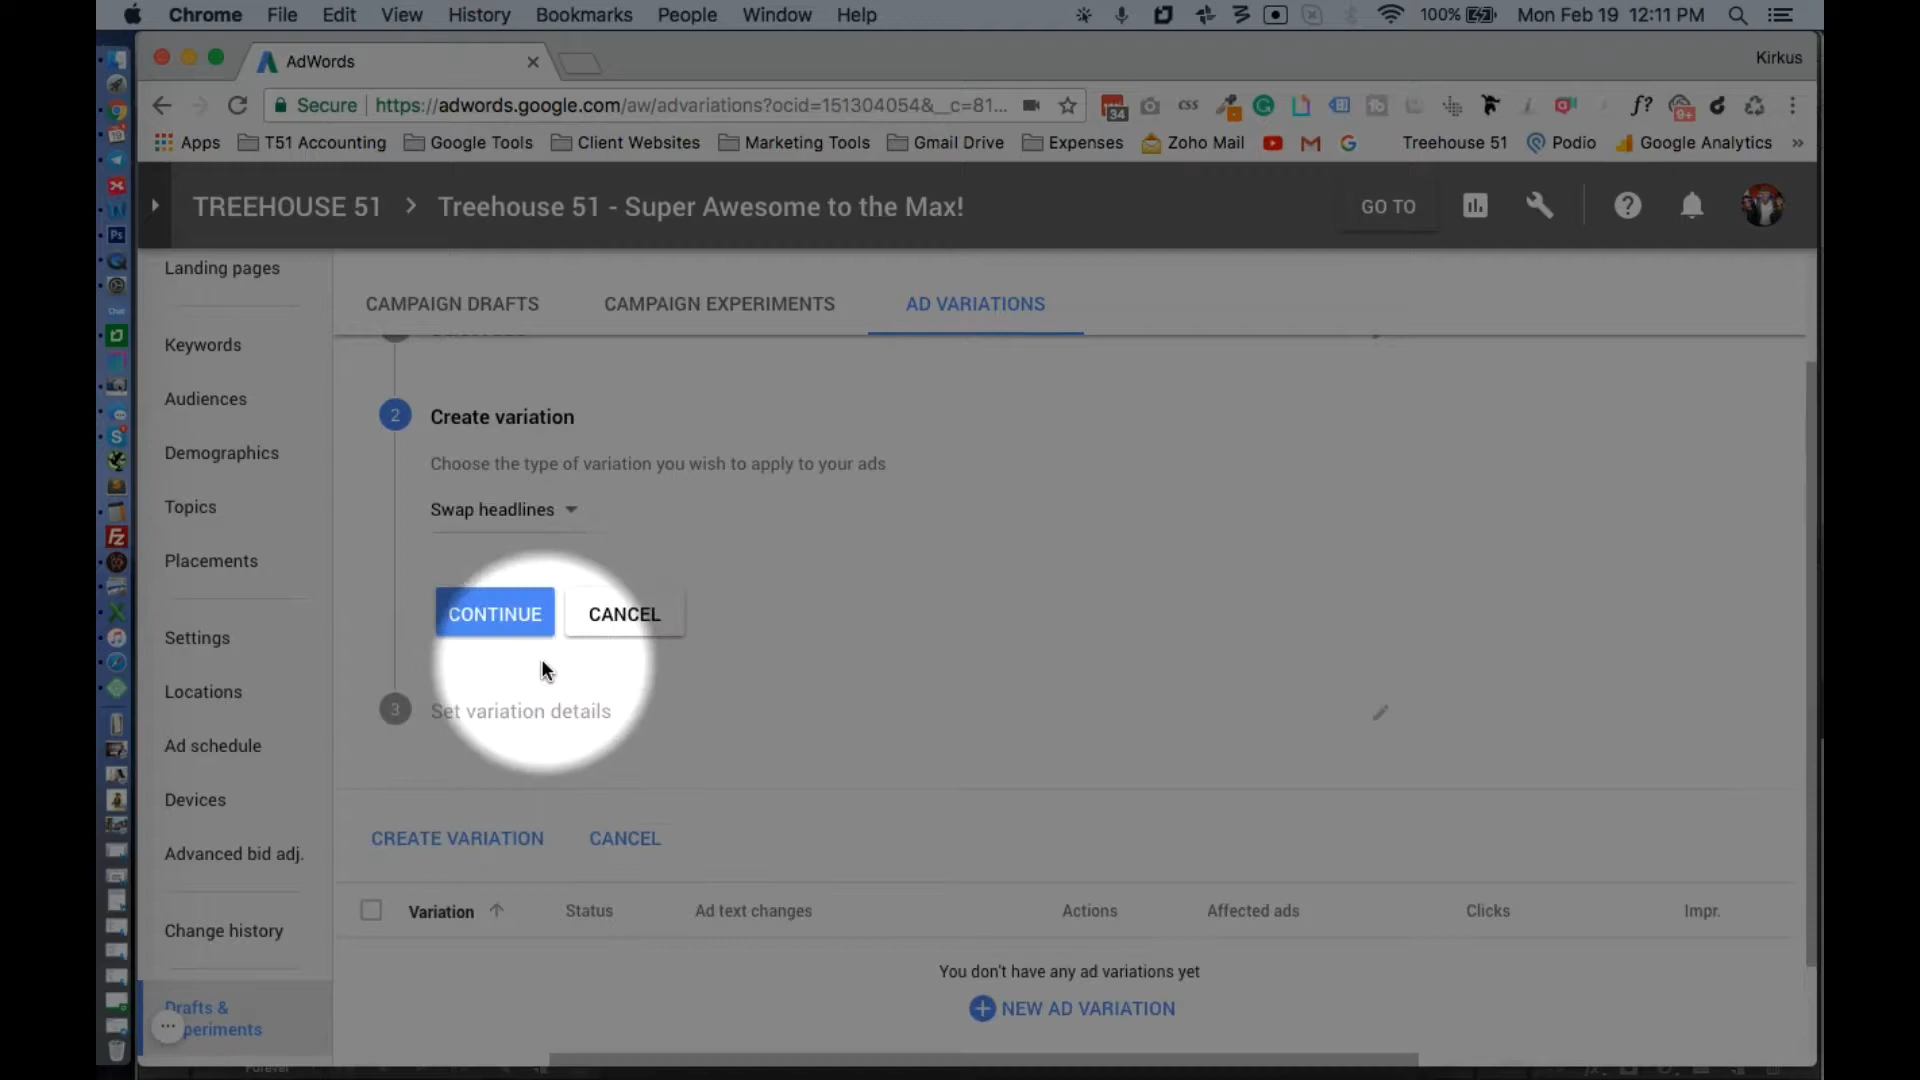 Chrome File Edit View History Bookmarks People Window Help 100% Mon Feb 19 12:11 PM
AdWords Kirkus
Secure https://adwords.google.com/aw/advariations?ocid=151304054&__c=81... 34 css f? 9+
Apps T51 Accounting Google Tools Client Websites Marketing Tools Gmail Drive Expenses Zoho Mail Treehouse 51 Podio Google Analytics »
TREEHOUSE 51 > Treehouse 51 - Super Awesome to the Max! GO TO
Landing pages
CAMPAIGN DRAFTS CAMPAIGN EXPERIMENTS AD VARIATIONS
Keywords
Audiences
2 Create variation
Demographics
Choose the type of variation you wish to apply to your ads
Topics
Swap headlines
Placements
CONTINUE CANCEL
Settings
Locations
3 Set variation details
Ad schedule
Devices
CREATE VARIATION CANCEL
Advanced bid adj.
Variation Status Ad text changes Actions Affected ads Clicks Impr.
Change history
You don't have any ad variations yet
Drafts &
NEW AD VARIATION
periments